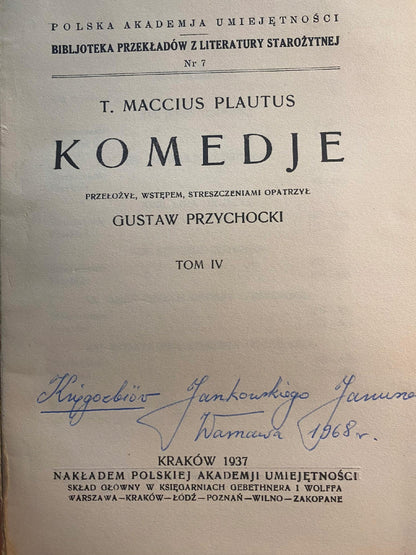 POLSKA AKADEMJA UMIEJĘTNOŚCI
BIBLJOTEKA PRZEKŁADÓW Z LITERATURY STAROŻYTNEJ
Nr 7
T. MACCIUS PLAUTUS
KOMEDJE
PRZEŁOŻYŁ, WSTĘPEM, STRESZCZENIAMI OPATRZYŁ
GUSTAW PRZYCHOCKI
TOM IV
Księgozbiór Jankowskiego
Warszawa 1968 r.
KRAKÓW 1937
NAKŁADEM POLSKIEJ AKADEMJI UMIEJĘTNOŚCI
SKŁAD GŁÓWNY W KSIĘGARNIACH GEBETHNERA I WOLFFA
WARSZAWA—KRAKÓW—ŁÓDŹ—POZNAŃ—WILNO—ZAKOPANE